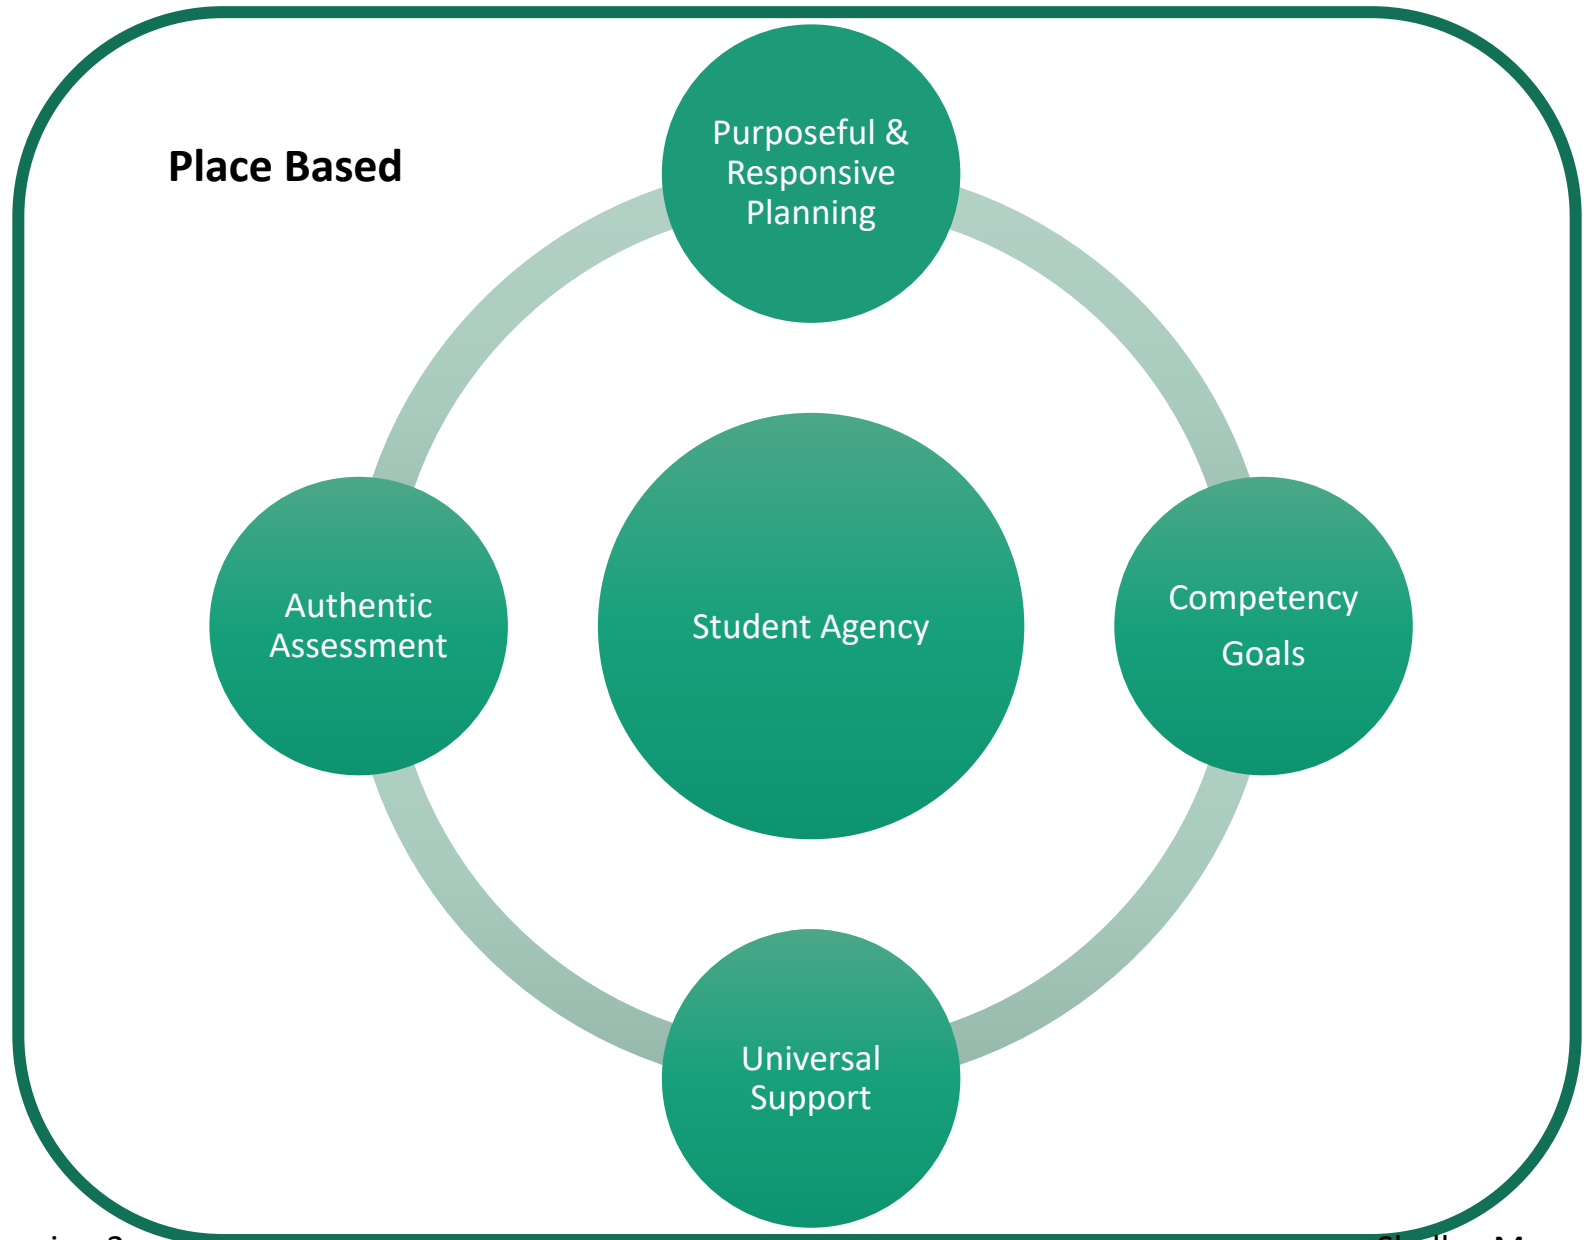 Place Based
Purposeful &
Responsive
Planning
Authentic
Assessment
Student Agency
Competency
Goals
Universal
Support